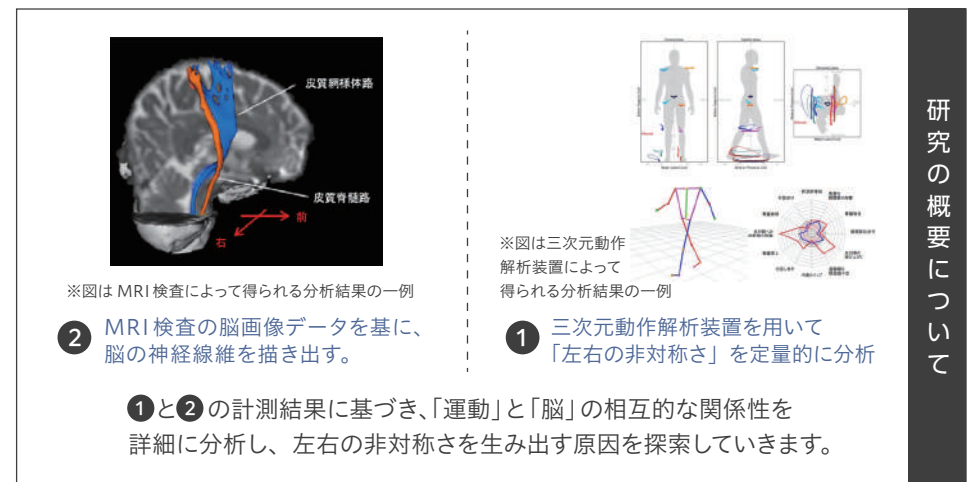 研究の概要について
※図は三次元動作
解析装置によって
得られる分析結果の一例
❶ 三次元動作解析装置を用いて
「左右の非対称さ」を定量的に分析
皮質網様体路
皮質脊髄路
前
右
※図は MRI 検査によって得られる分析結果の一例
❷ MRI 検査の脳画像データを基に、
脳の神経線維を描き出す。
❶と❷の計測結果に基づき、「運動」と「脳」の相互的な関係性を
詳細に分析し、左右の非対称さを生み出す原因を探索していきます。